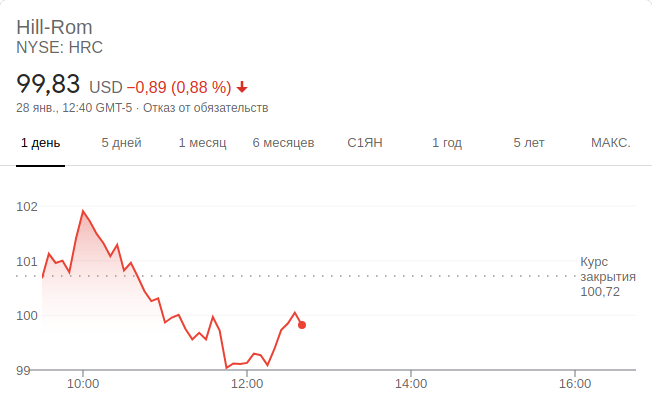 Hill-Rom
NYSE: HRC
99,83 USD −0,89 (0,88 %)
28 янв., 12:40 GMT-5 · Отказ от обязательств
1 день 5 дней 1 месяц 6 месяцев С1ЯН 1 год 5 лет МАКС.
102
101
100
99
Курс
закрытия
100,72
10:00 12:00 14:00 16:00